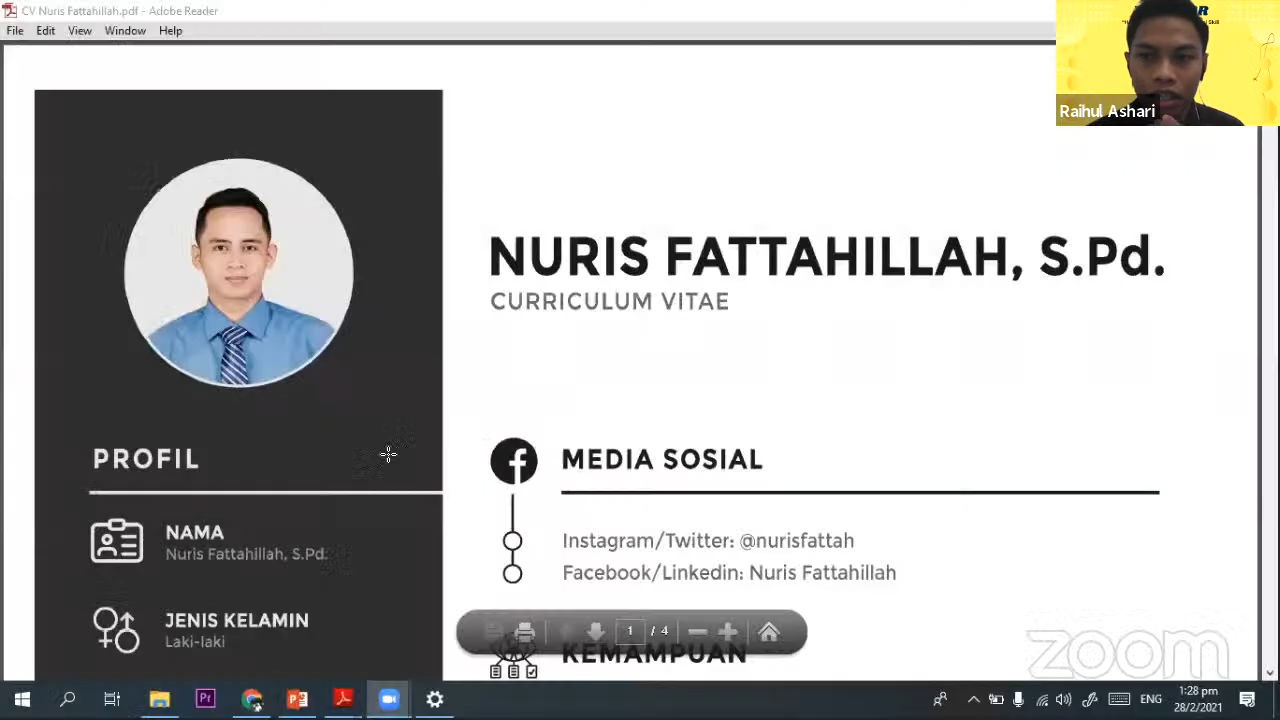 CV Nuris Fattahillah.pdf - Adobe Reader
File Edit View Window Help
Raihul Ashari
NURIS FATTAHILLAH, S.Pd.
CURRICULUM VITAE
PROFIL
NAMA
Nuris Fattahillah, S.Pd.
JENIS KELAMIN
Laki-laki
MEDIA SOSIAL
Instagram/Twitter: @nurisfattah
Facebook/Linkedin: Nuris Fattahillah
1 / 4
KEMAMPUAN
zoom
Pr
ENG
1:28 pm
28/2/2021